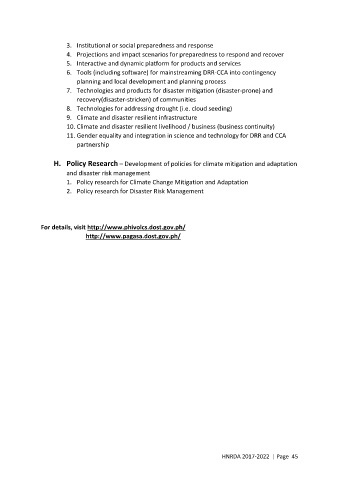 3. Institutional or social preparedness and response
4. Projections and impact scenarios for preparedness to respond and recover
5. Interactive and dynamic platform for products and services
6. Tools (including software) for mainstreaming DRR-CCA into contingency
planning and local development and planning process
7. Technologies and products for disaster mitigation (disaster-prone) and
recovery(disaster-stricken) of communities
8. Technologies for addressing drought (i.e. cloud seeding)
9. Climate and disaster resilient infrastructure
10. Climate and disaster resilient livelihood / business (business continuity)
11. Gender equality and integration in science and technology for DRR and CCA
partnership
H. Policy Research – Development of policies for climate mitigation and adaptation
and disaster risk management
1. Policy research for Climate Change Mitigation and Adaptation
2. Policy research for Disaster Risk Management
For details, visit http://www.phivolcs.dost.gov.ph/
http://www.pagasa.dost.gov.ph/
HNRDA 2017-2022 | Page 45